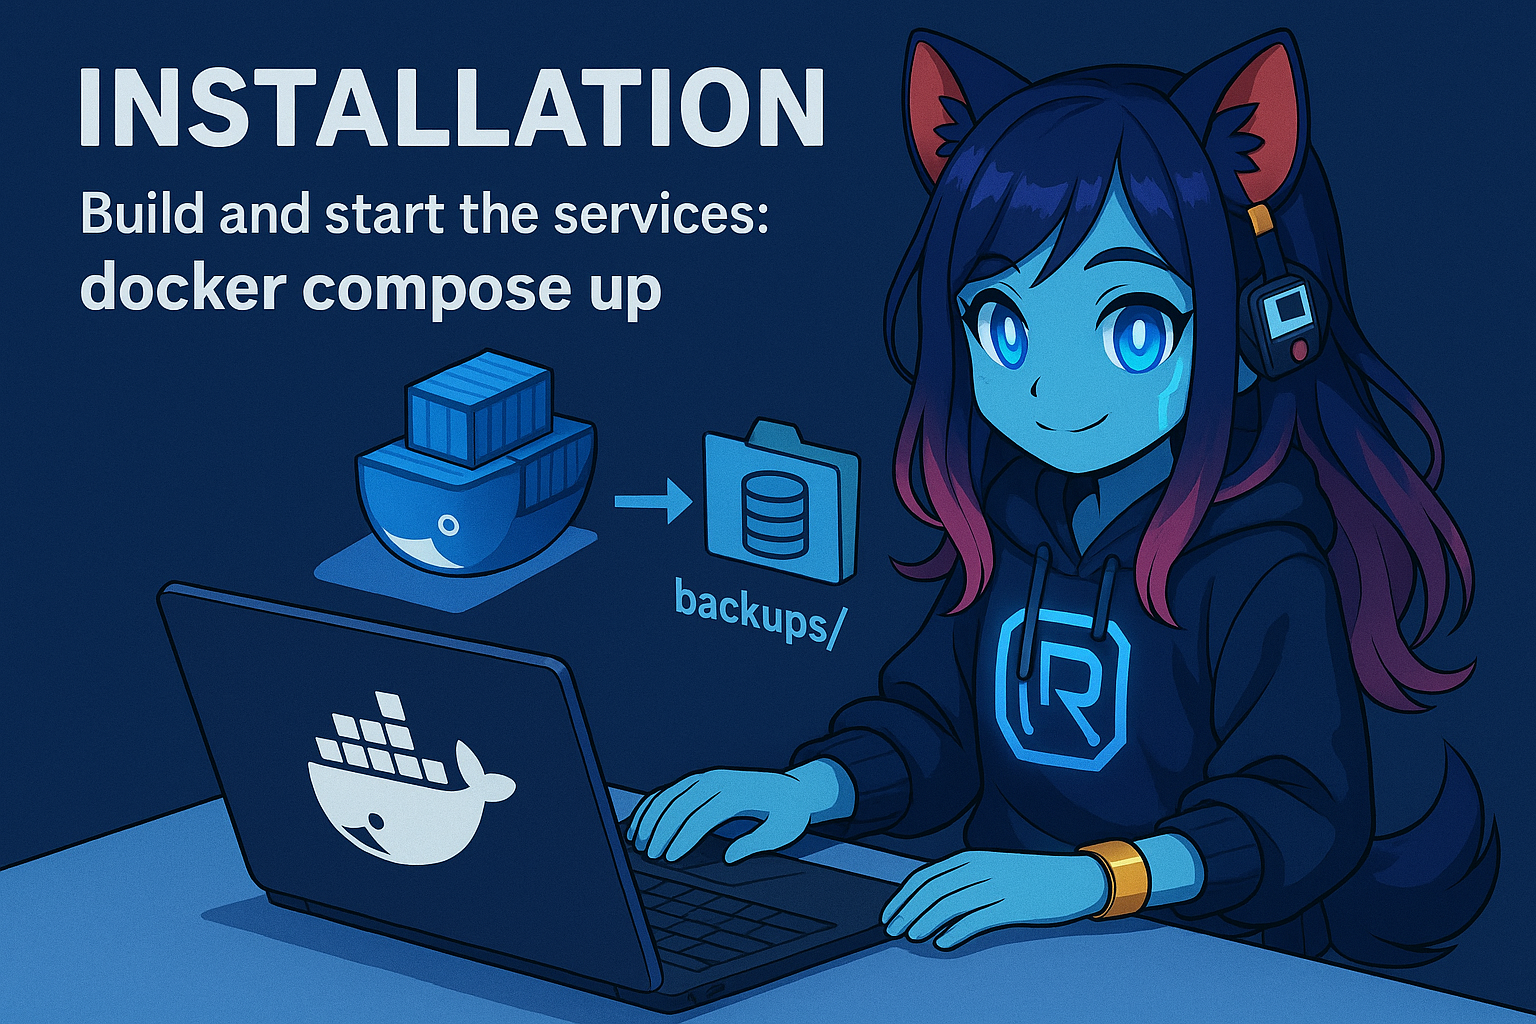 INSTALLATION
Build and start the services:
docker compose up
backups/
R